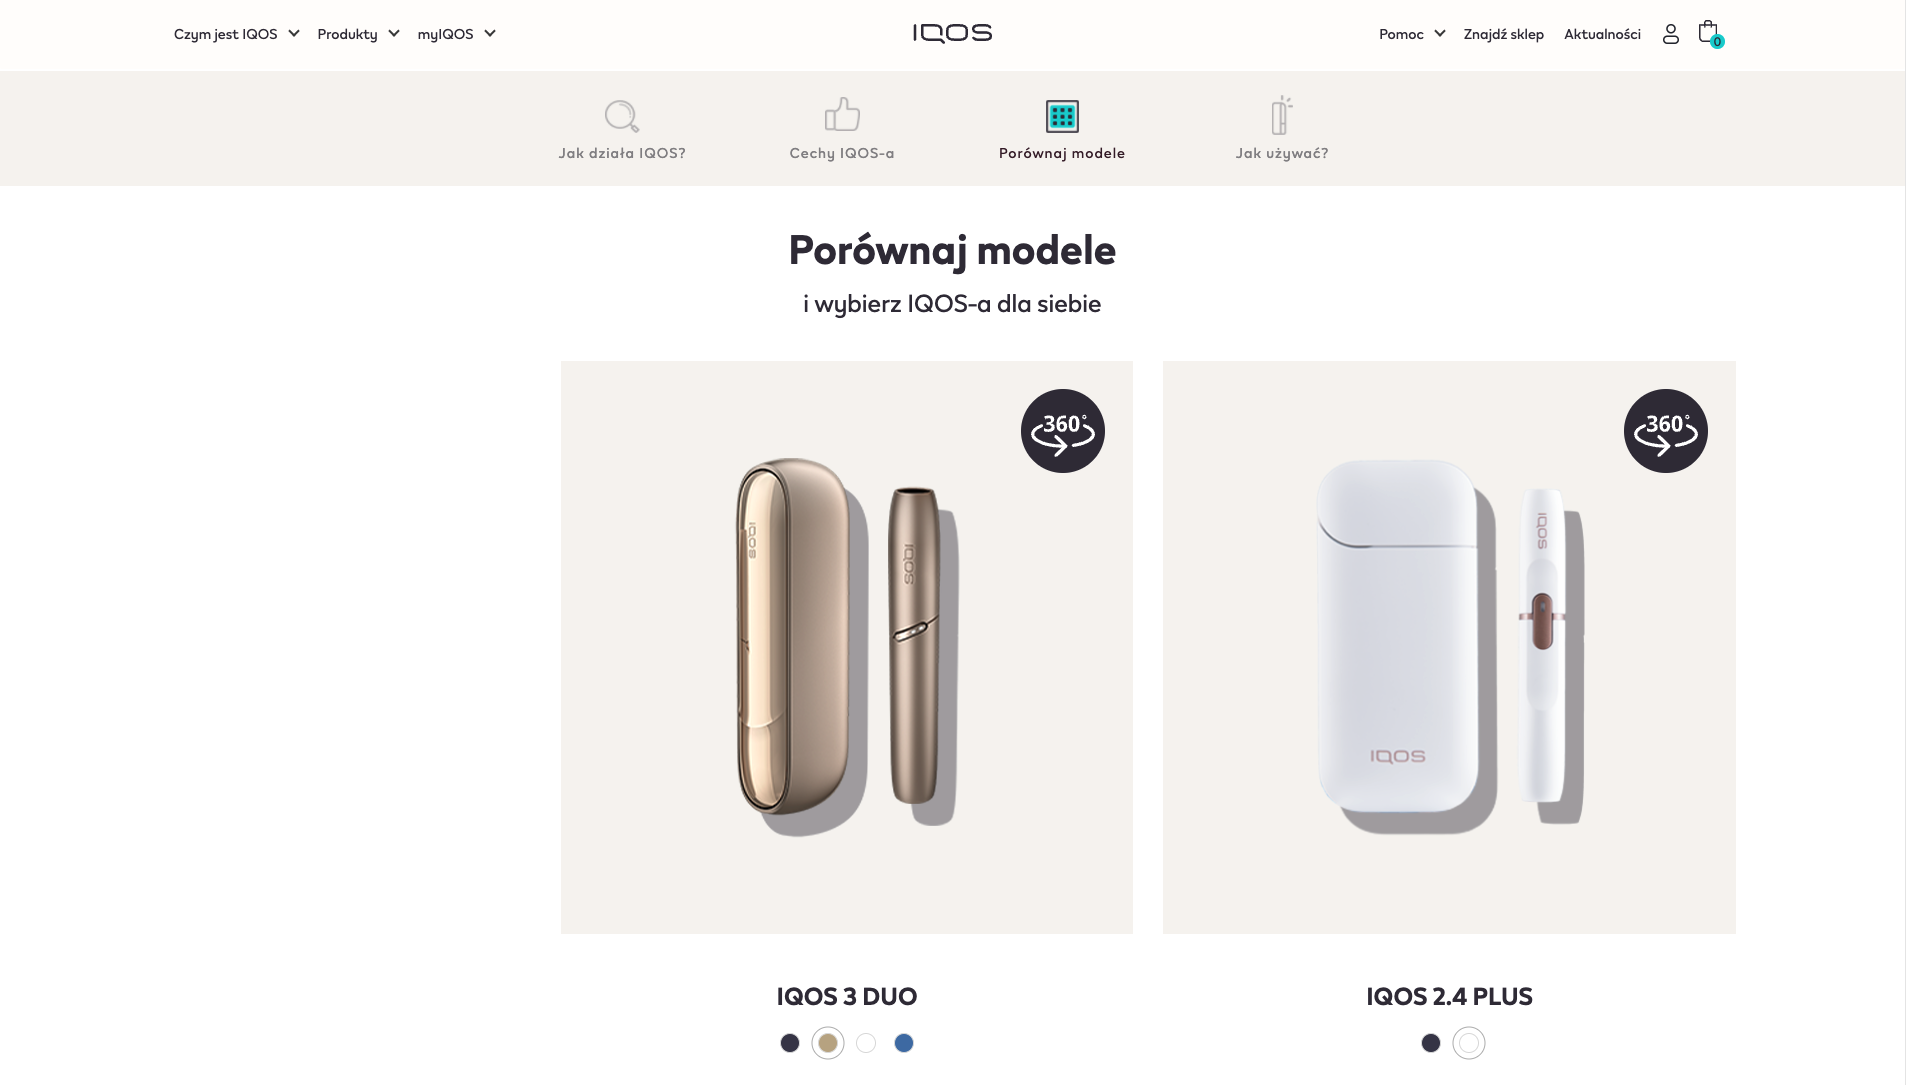 Czym jest IQOS
Produkty
myIQOS
IQOS
Pomoc
Znajdź sklep
Aktualności
0
Jak działa IQOS?
Cechy IQOS-a
Porównaj modele
Jak używać?
Porównaj modele
i wybierz IQOS-a dla siebie
360°
IQOS
IQOS
360°
IQOS
IQOS
IQOS 3 DUO
IQOS 2.4 PLUS